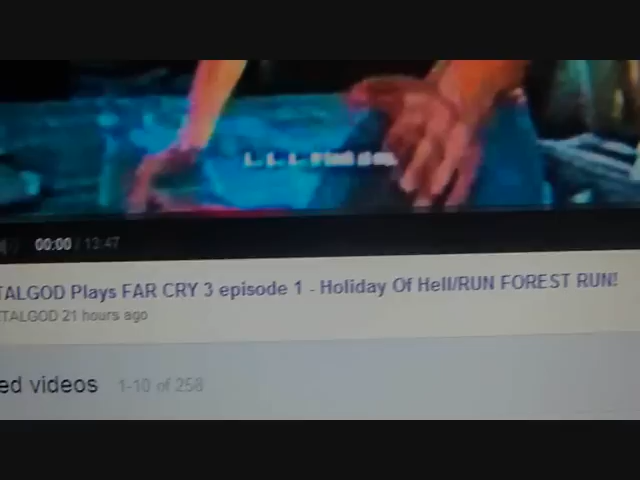 00:00 / 13:47
TALGOD Plays FAR CRY 3 episode 1 - Holiday Of Hell/RUN FOREST RUN!
TALGOD 21 hours ago
ed videos 1-10 of 258